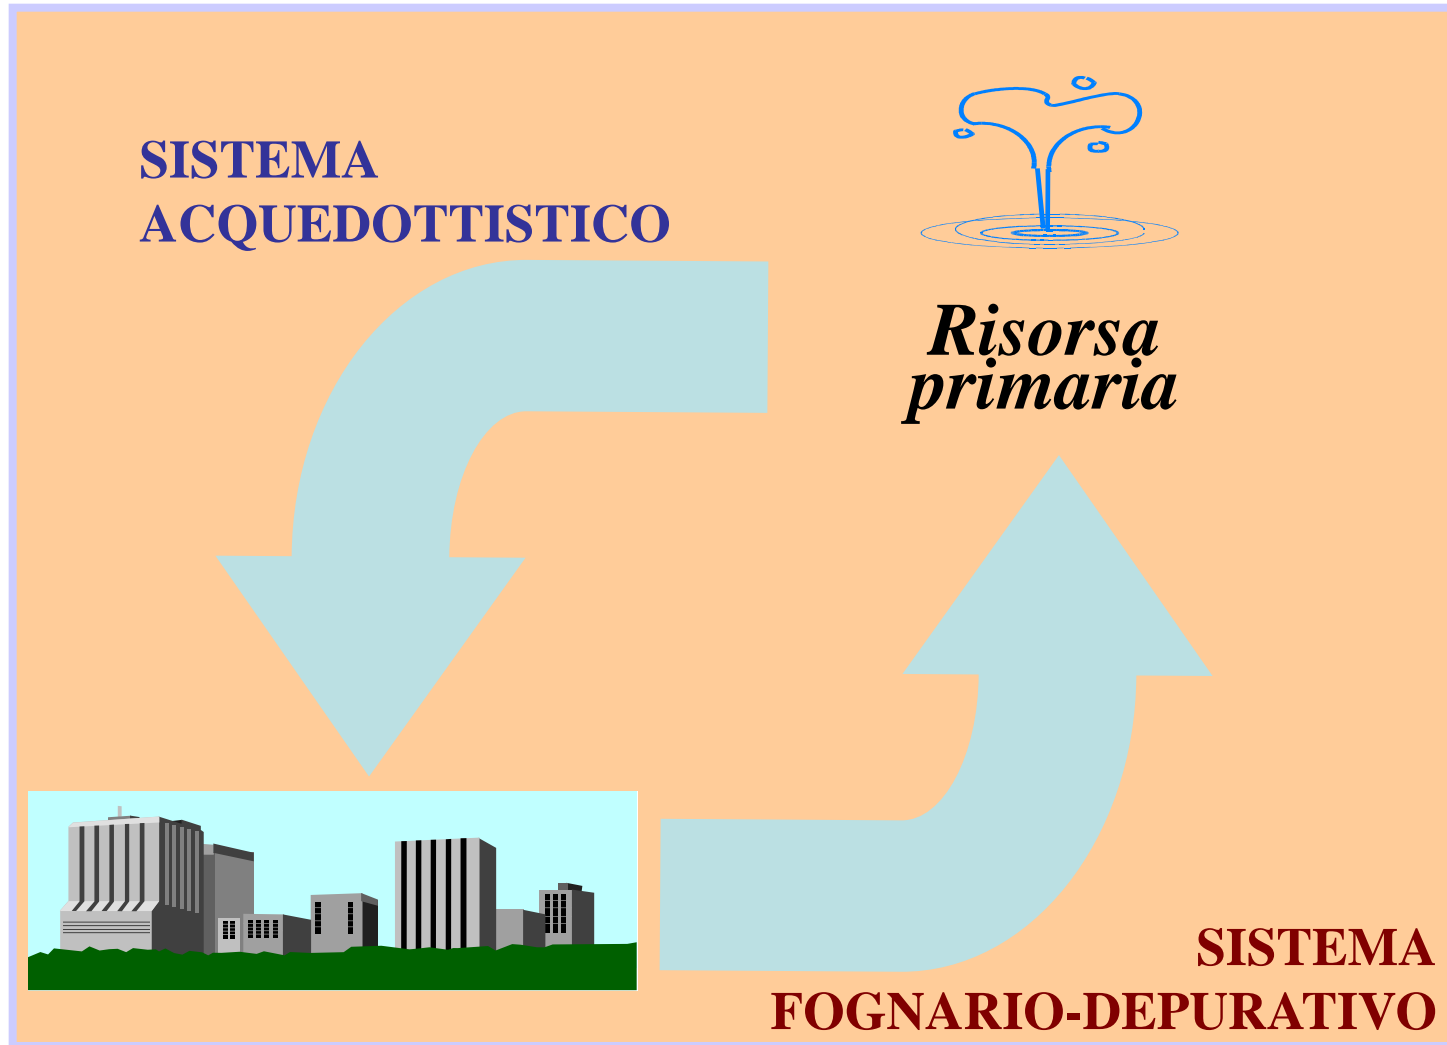 SISTEMA
ACQUEDOTTISTICO
Risorsa
primaria
SISTEMA
FOGNARIO-DEPURATIVO